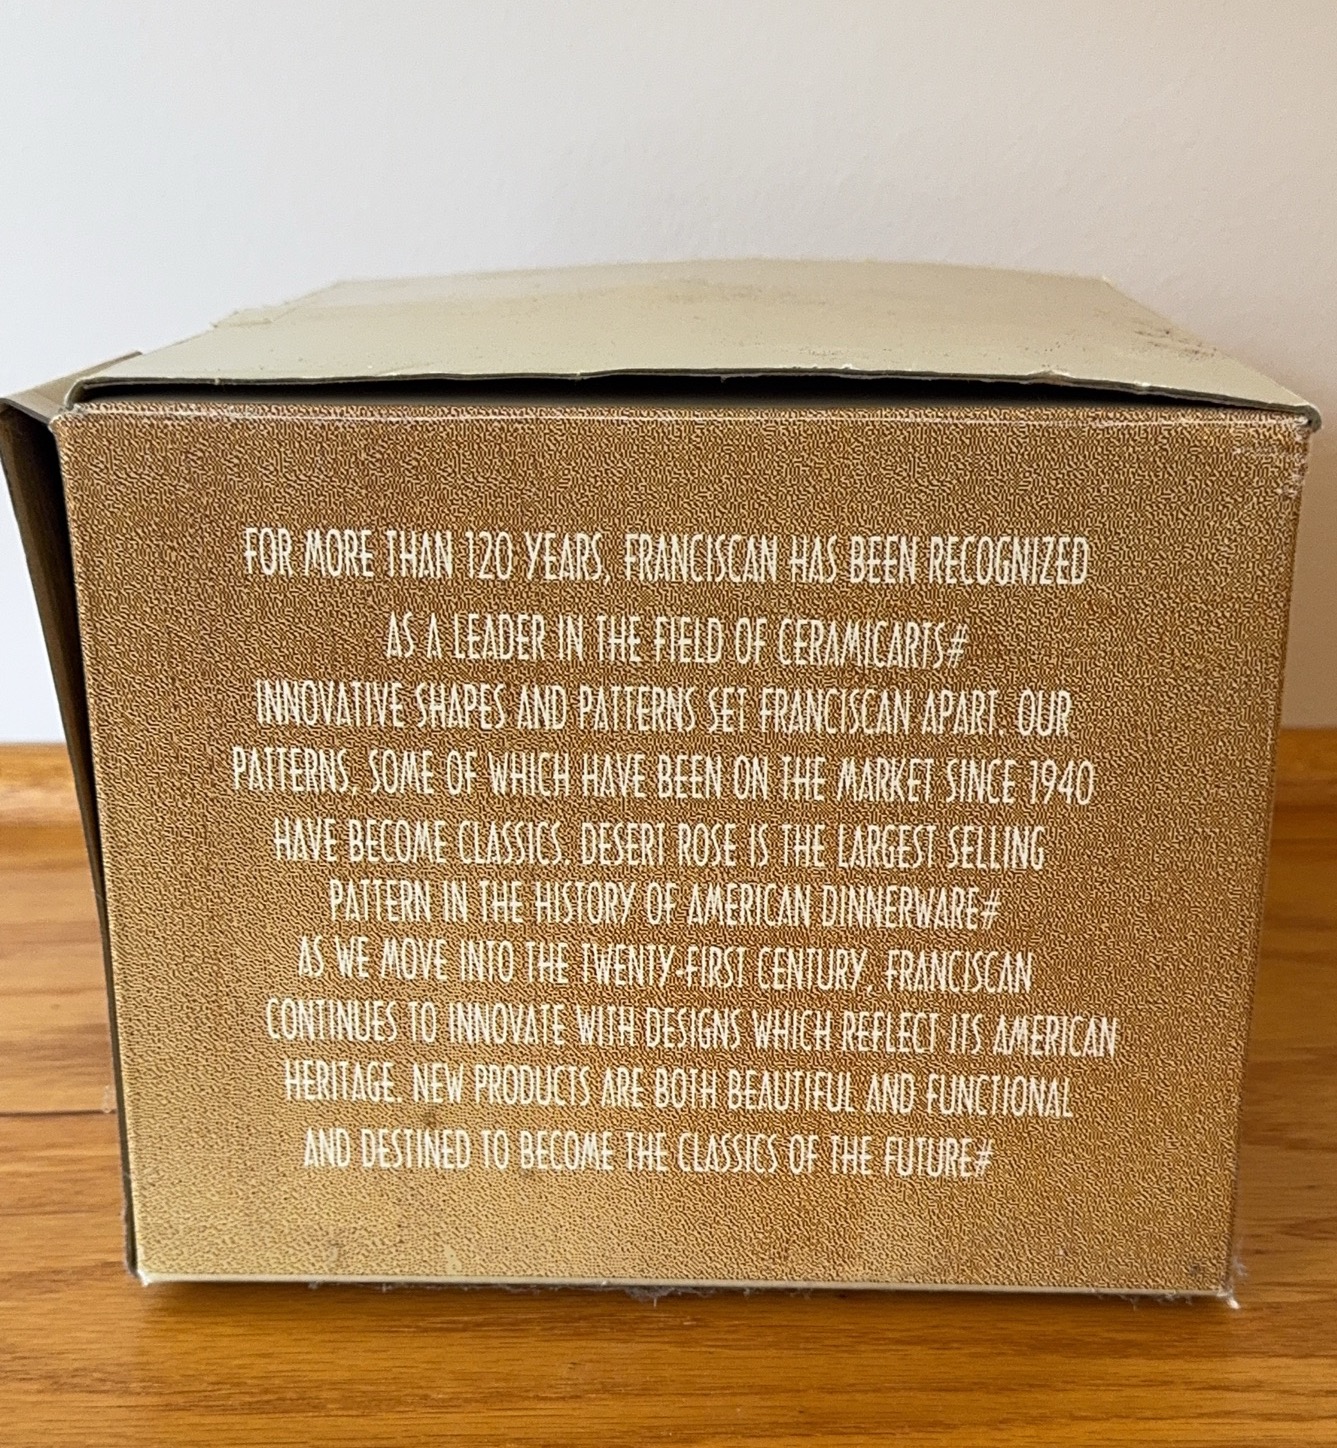 FOR MORE THAN 120 YEARS, FRANCISCAN HAS BEEN RECOGNIZED
AS A LEADER IN THE FIELD OF CERAMICARTS#
INNOVATIVE SHAPES AND PATTERNS SET FRANCISCAN APART. OUR
PATTERNS, SOME OF WHICH HAVE BEEN ON THE MARKET SINCE 1940
HAVE BECOME CLASSICS. DESERT ROSE IS THE LARGEST SELLING
PATTERN IN THE HISTORY OF AMERICAN DINNERWARE#
AS WE MOVE INTO THE TWENTY-FIRST CENTURY, FRANCISCAN
CONTINUES TO INNOVATE WITH DESIGNS WHICH REFLECT ITS AMERICAN
HERITAGE. NEW PRODUCTS ARE BOTH BEAUTIFUL AND FUNCTIONAL
AND DESTINED TO BECOME THE CLASSICS OF THE FUTURE#